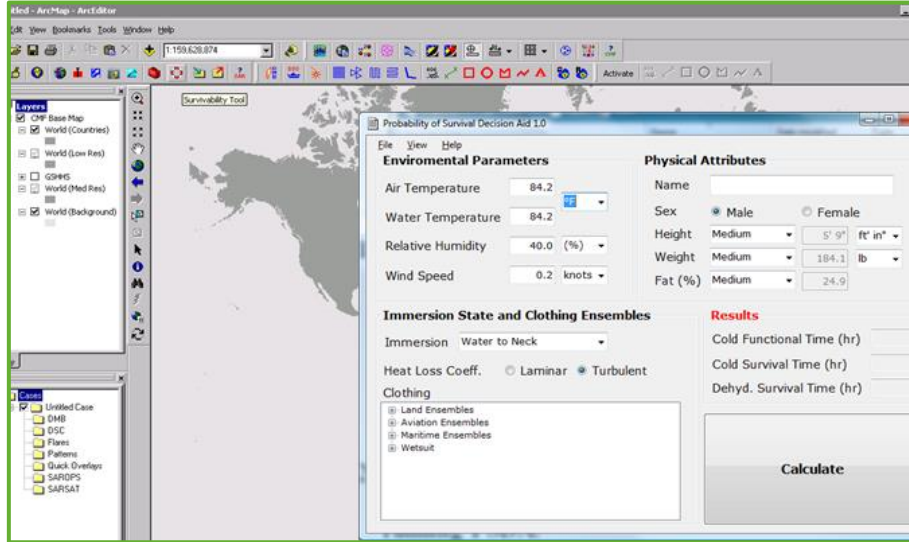 tled - ArcMap - ArcEditor
Edit View Bookmarks Tools Window Help
1:159,628,874
Activate
Survivability Tool
Layers
CMF Base Map
World (Countries)
World (Low Res)
GSHHS
World (Med Res)
World (Background)
Cases
Untitled Case
DMB
DSC
Flares
Patterns
Quick Overlays
SAROPS
SARSAT
Probability of Survival Decision Aid 1.0
File View Help
Enviromental Parameters
Air Temperature 84.2
°F
Water Temperature 84.2
Relative Humidity 40.0 (%)
Wind Speed 0.2 knots
Physical Attributes
Name
Sex Male Female
Height Medium 5' 9" ft' in"
Weight Medium 184.1 lb
Fat (%) Medium 24.9
Immersion State and Clothing Ensembles
Immersion Water to Neck
Heat Loss Coeff. Laminar Turbulent
Clothing
Land Ensembles
Aviation Ensembles
Maritime Ensembles
Wetsuit
Results
Cold Functional Time (hr)
Cold Survival Time (hr)
Dehyd. Survival Time (hr)
Calculate